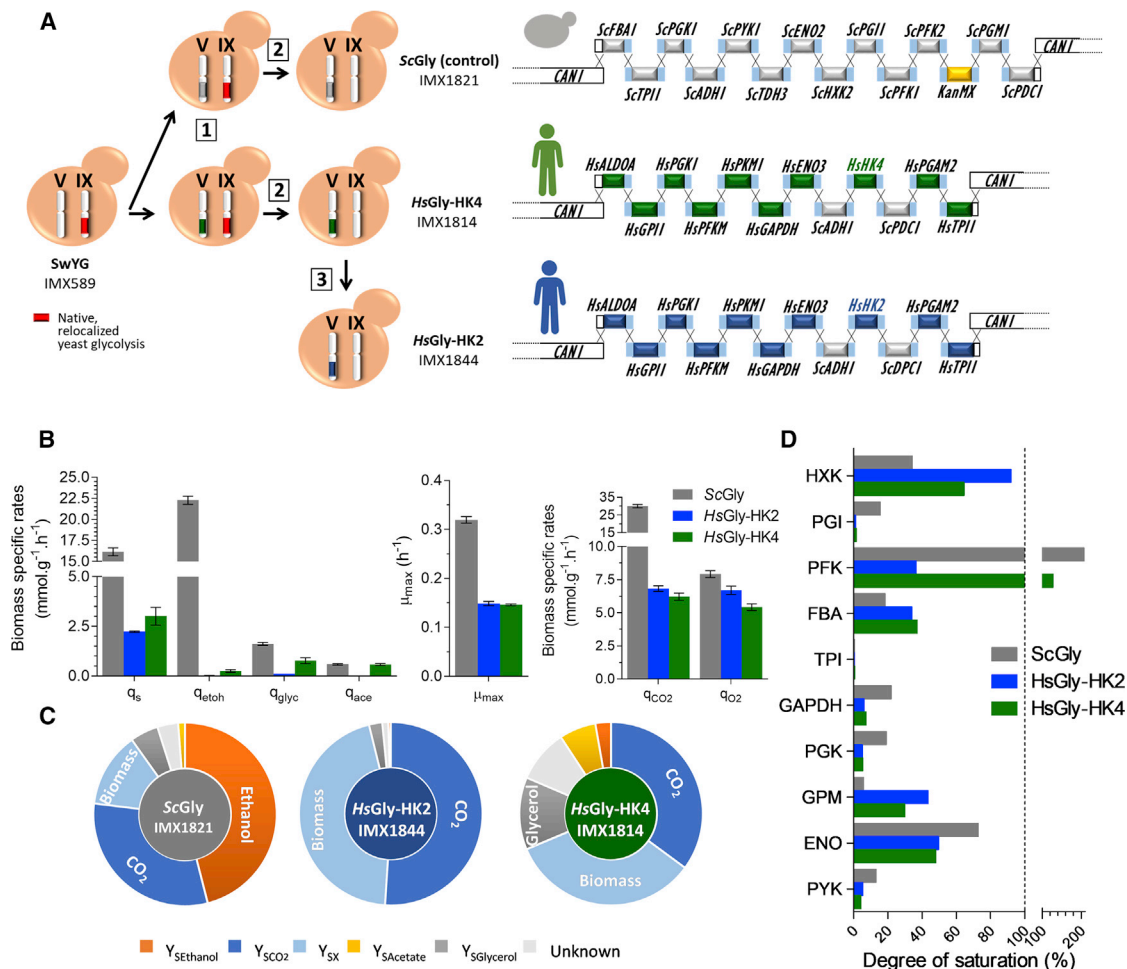 A
V IX
2
V IX
ScGly (control)
IMX1821
1
V IX
SwYG
IMX589
V IX
2
V IX
HsGly-HK4
IMX1814
3
V IX
HsGly-HK2
IMX1844
Native,
relocalized
yeast glycolysis
ScFBA1 ScPGK1 ScPYK1 ScENO2 ScPGI1 ScPFK2 ScPGM1
CAN1 CAN1
ScTPI1 ScADH1 ScTDH3 ScHXK2 ScPFK1 KanMX ScPDC1
HsALDOA HsPGK1 HsPKM1 HsENO3 HsHK4 HsPGAM2
CAN1 CAN1
HsGPI1 HsPFKM HsGAPDH ScADH1 ScPDC1 HsTPI1
HsALDOA HsPGK1 HsPKM1 HsENO3 HsHK2 HsPGAM2
CAN1 CAN1
HsGPI1 HsPFKM HsGAPDH ScADH1 ScDPC1 HsTPI1
B
Biomass specific rates
(mmol.g-1.h-1)
25.0
22.5
20.0
17.5
15.0
5.0
2.5
0.0
qs qetoh qglyc qace
μmax (h-1)
0.4
0.3
0.2
0.1
0.0
μmax
Biomass specific rates
(mmol.g-1.h-1)
30
15
10.0
7.5
5.0
2.5
0.0
qCO2 qO2
ScGly
HsGly-HK2
HsGly-HK4
C
Biomass
Ethanol
CO2
ScGly
IMX1821
Biomass
CO2
HsGly-HK2
IMX1844
Glycerol
CO2
Biomass
HsGly-HK4
IMX1814
YSEthanol YSCO2 YSX YSAcetate YSGlycerol Unknown
D
HXK
PGI
PFK
FBA
TPI
GAPDH
PGK
GPM
ENO
PYK
ScGly
HsGly-HK2
HsGly-HK4
0 20 40 60 80 100 200
Degree of saturation (%)